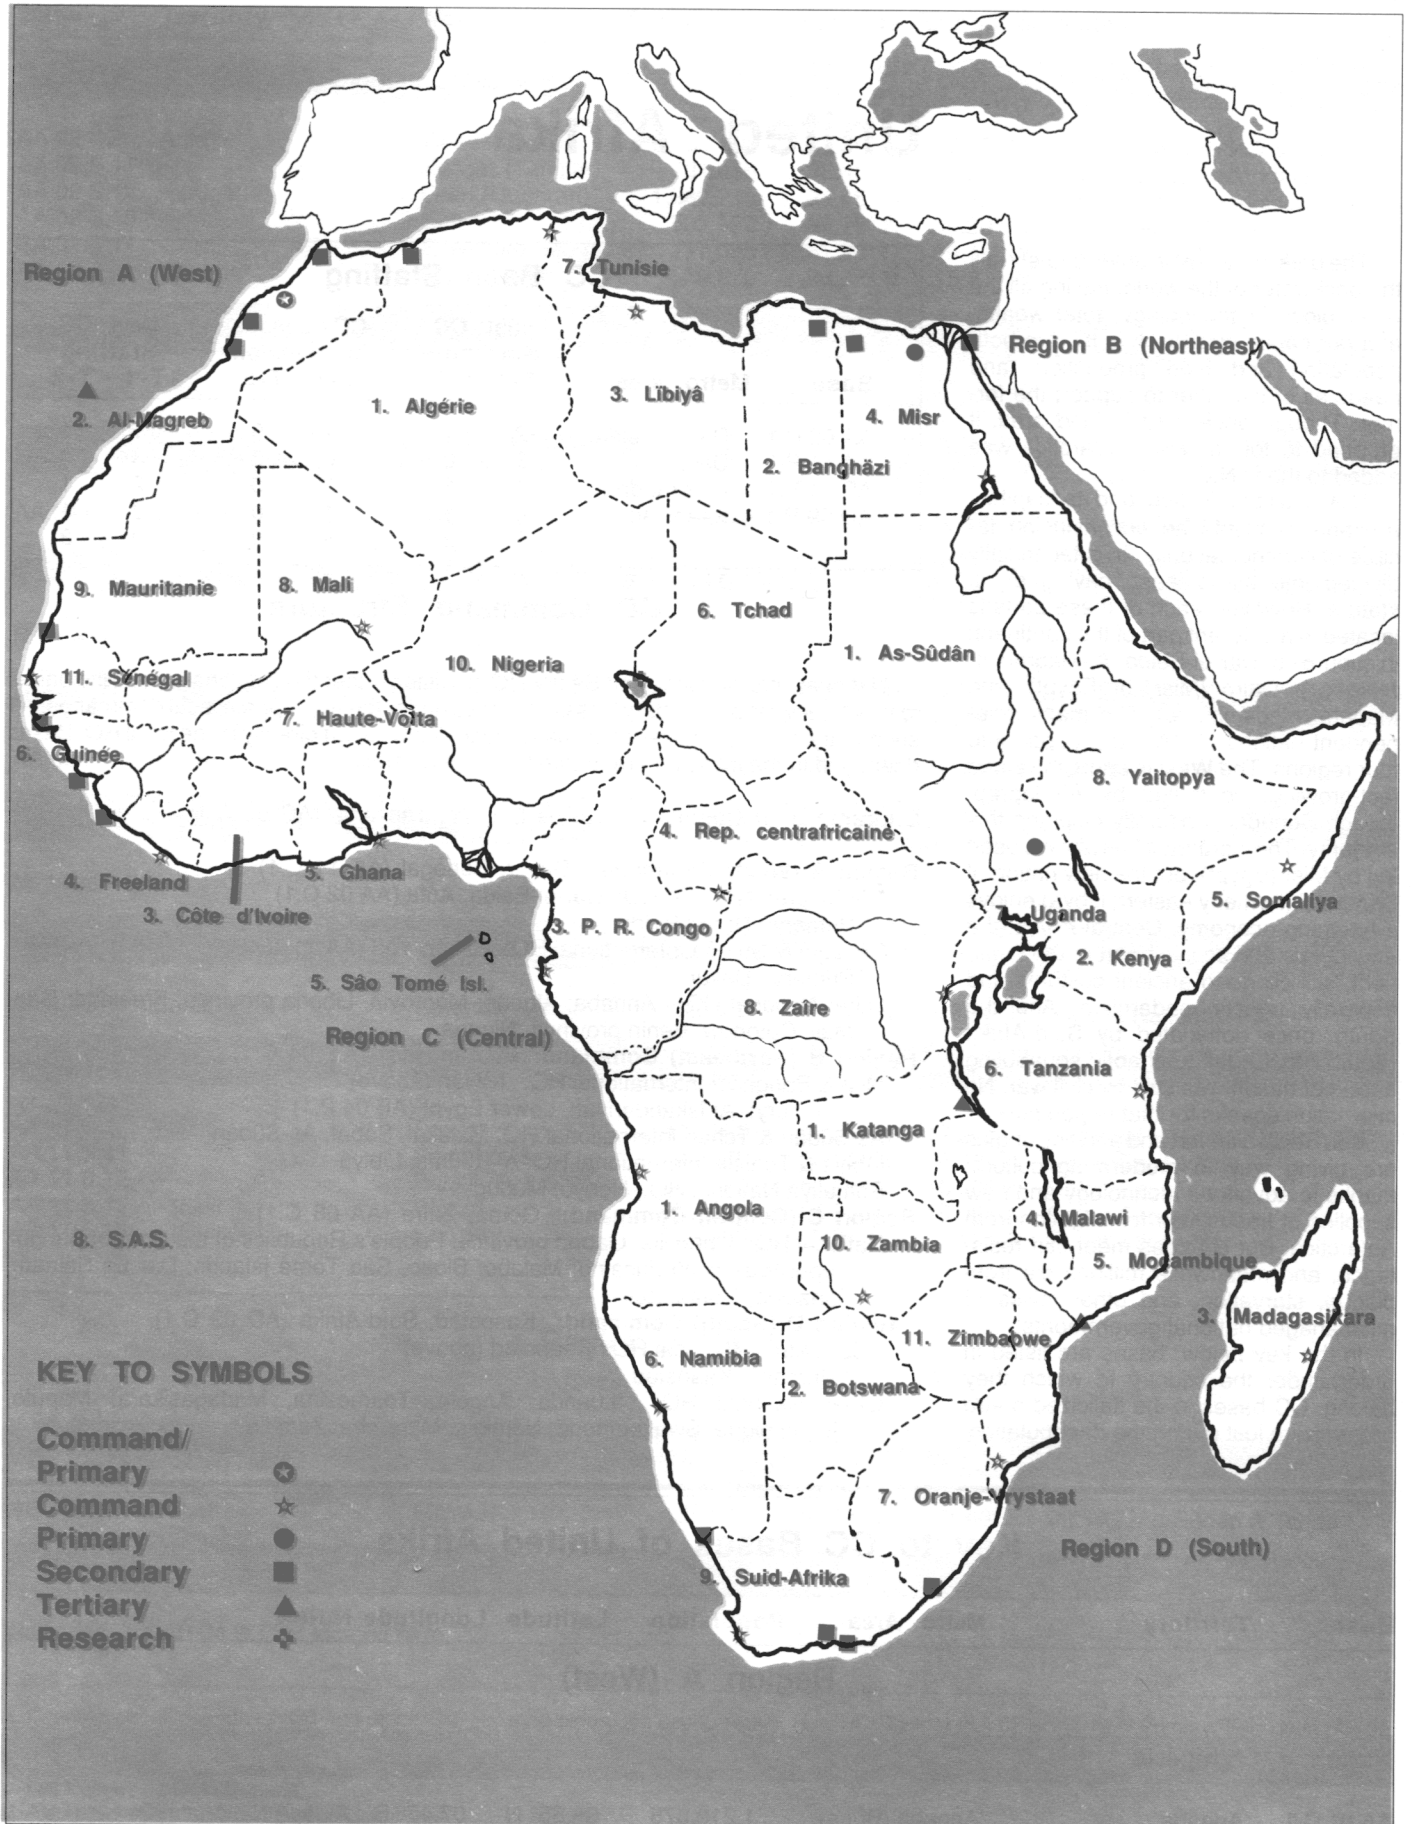 Region A (West)
7. Tunisie
Region B (Northeast)
2. Al-Magreb
1. Algérie
3. Lïbiyâ
4. Misr
2. Banghäzi
9. Mauritanie
8. Mali
6. Tchad
11. Sénégal
10. Nigeria
1. As-Sûdân
7. Haute-Volta
6. Guinée
8. Yaitopya
4. Rep. centrafricaine
4. Freeland
5. Ghana
3. Côte d'Ivoire
5. Somaliya
7. Uganda
3. P. R. Congo
2. Kenya
5. Sâo Tomé Isl.
8. Zaîre
Region C (Central)
6. Tanzania
1. Katanga
1. Angola
4. Malawi
8. S.A.S.
10. Zambia
5. Moçambique
3. Madagasikara
11. Zimbabwe
6. Namibia
2. Botswana
KEY TO SYMBOLS
Command/
Primary
Command
Primary
Secondary
Tertiary
Research
7. Oranje-Vrystaat
Region D (South)
9. Suid-Afrika